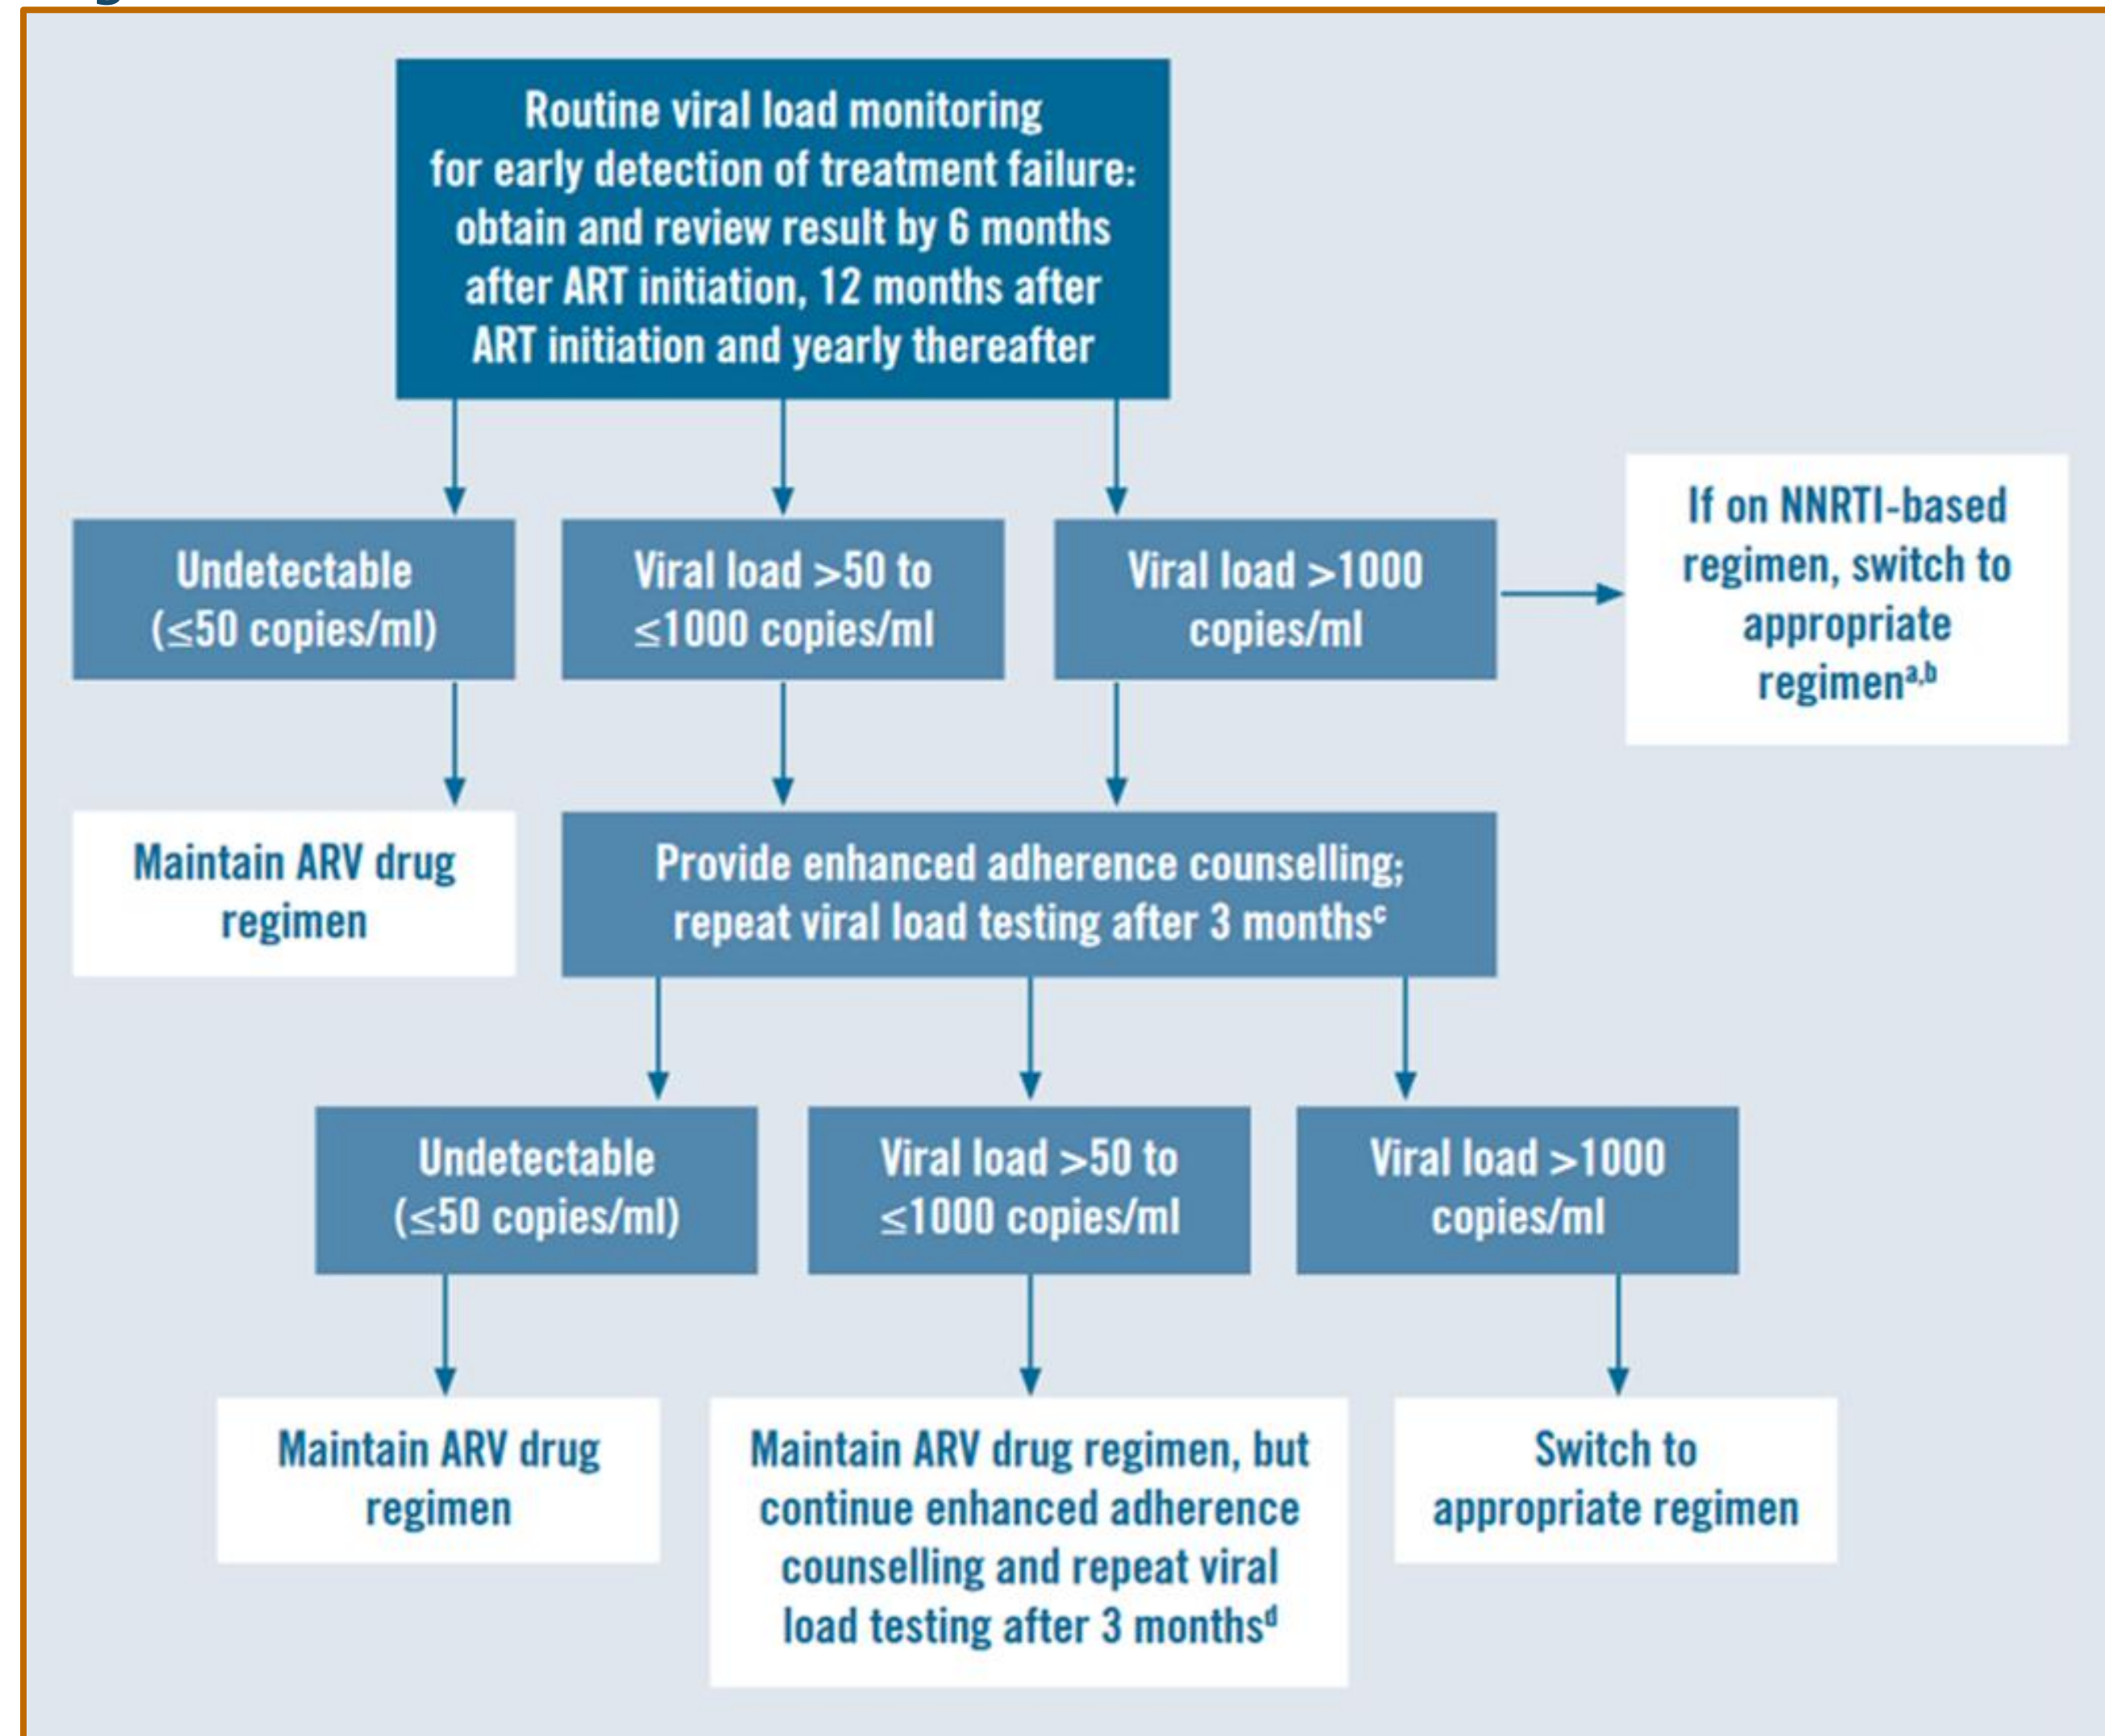 Routine viral load monitoring
for early detection of treatment failure:
obtain and review result by 6 months
after ART initiation, 12 months after
ART initiation and yearly thereafter
If on NNRTI-based
regimen, switch to
appropriate
regimenᵃ,ᵇ
Undetectable
(≤50 copies/ml)
Viral load >50 to
≤1000 copies/ml
Viral load >1000
copies/ml
Maintain ARV drug
regimen
Provide enhanced adherence counselling;
repeat viral load testing after 3 monthsᶜ
Undetectable
(≤50 copies/ml)
Viral load >50 to
≤1000 copies/ml
Viral load >1000
copies/ml
Maintain ARV drug
regimen
Maintain ARV drug regimen, but
continue enhanced adherence
counselling and repeat viral
load testing after 3 monthsᵈ
Switch to
appropriate regimen